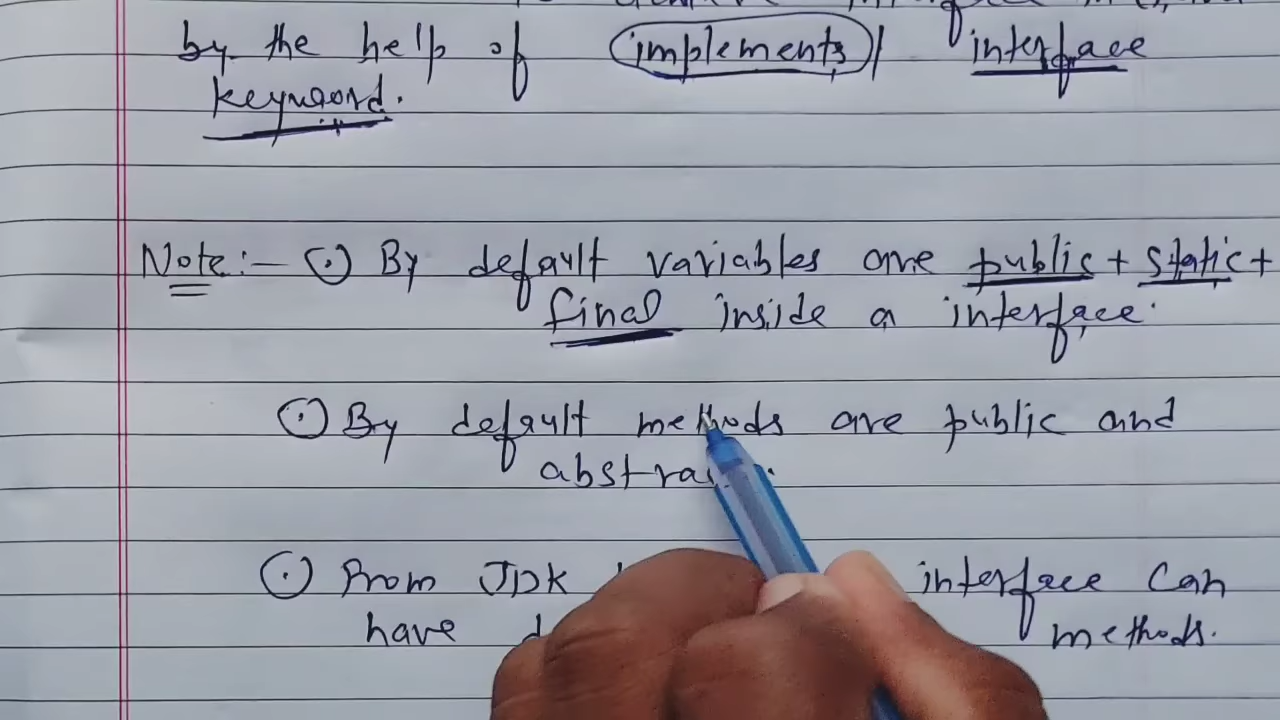 by the help of implements / interface
keyword.
Note:- ⊙ By default variables are public + static +
final inside a interface.
⊙ By default methods are public and
⊙ From JDK interface can
have methods.